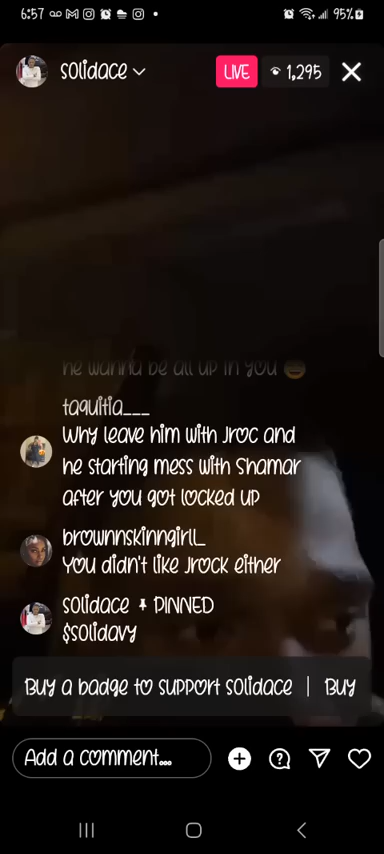 6:57
95%
solidace
LIVE
1,295
he wanna be all up in you 😄
taquitia___
Why leave him with Jroc and
he starting mess with Shamar
after you got locked up
brownnskinngirll_
You didn't like Jrock either
solidace PINNED
$solidavy
Buy a badge to support solidace | Buy
Add a comment...